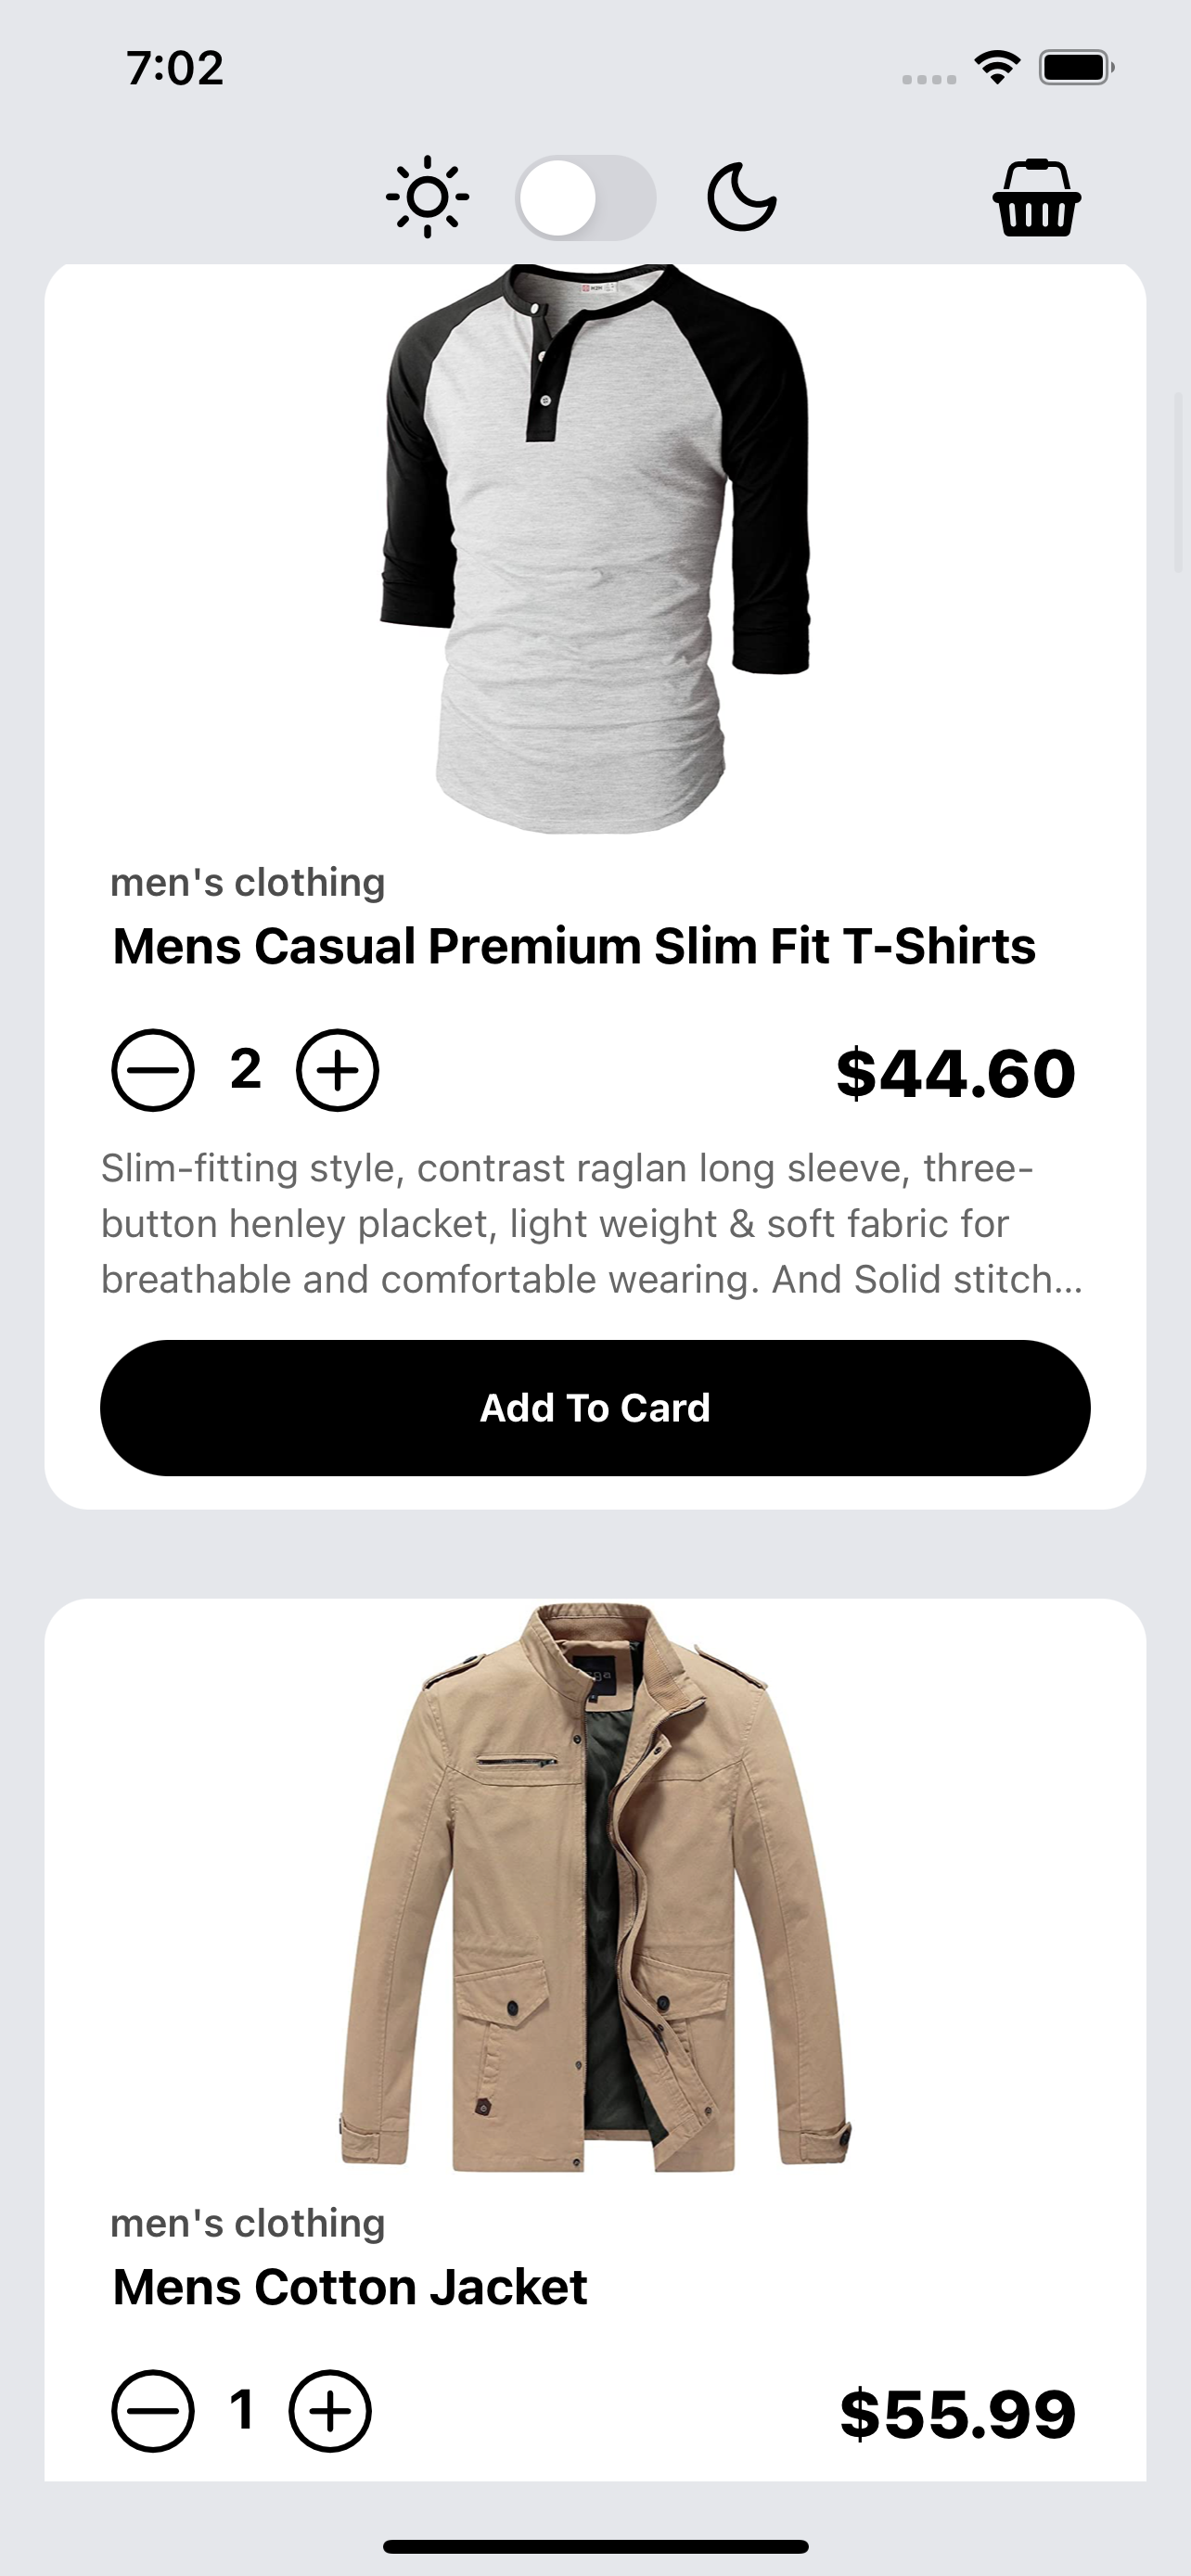 7:02
men's clothing
Mens Casual Premium Slim Fit T-Shirts
2
$44.60
Slim-fitting style, contrast raglan long sleeve, three-
button henley placket, light weight & soft fabric for
breathable and comfortable wearing. And Solid stitch...
Add To Card
men's clothing
Mens Cotton Jacket
1
$55.99